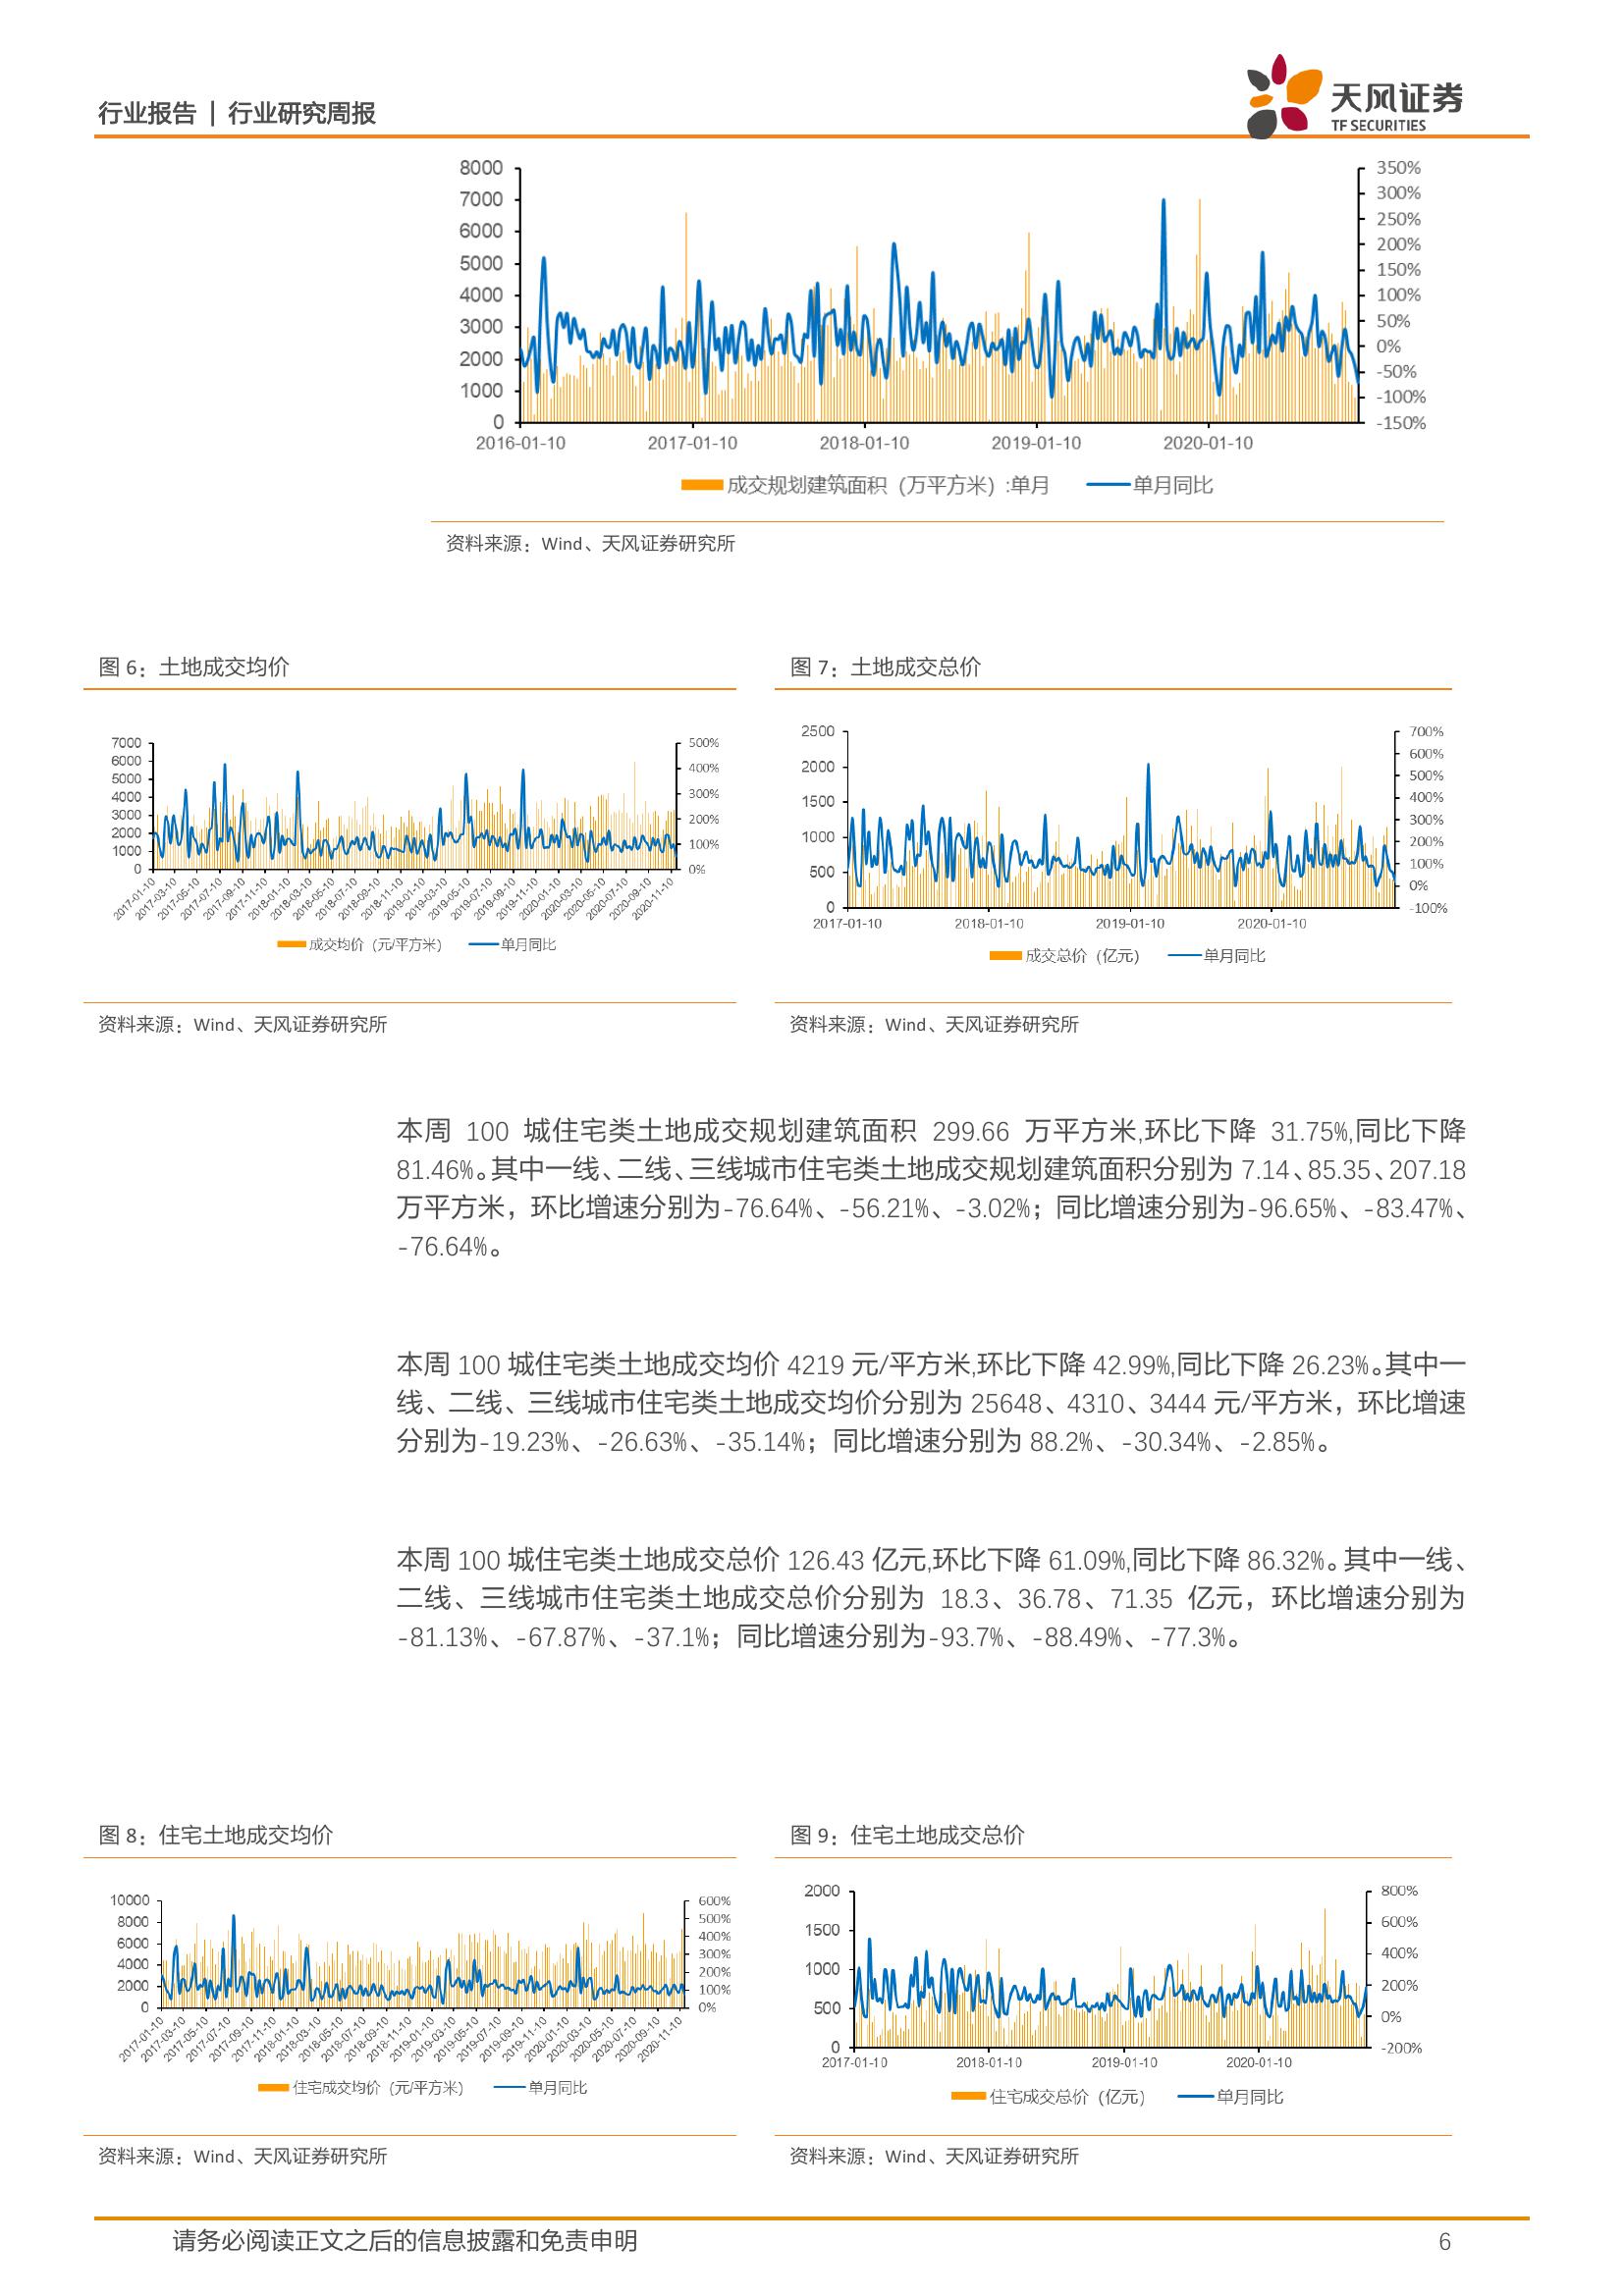 行业报告 | 行业研究周报
天风证券
TF SECURITIES
8000
7000
6000
5000
4000
3000
2000
1000
0
350%
300%
250%
200%
150%
100%
50%
0%
-50%
-100%
-150%
2016-01-10 2017-01-10 2018-01-10 2019-01-10 2020-01-10
成交规划建筑面积（万平方米）:单月 单月同比
资料来源：Wind、天风证券研究所
图 6：土地成交均价
7000
6000
5000
4000
3000
2000
1000
0
500%
400%
300%
200%
100%
0%
2017-01-10 2017-03-10 2017-05-10 2017-07-10 2017-09-10 2017-11-10 2018-01-10 2018-03-10 2018-05-10 2018-07-10 2018-09-10 2018-11-10 2019-01-10 2019-03-10 2019-05-10 2019-07-10 2019-09-10 2019-11-10 2020-01-10 2020-03-10 2020-05-10 2020-07-10 2020-09-10 2020-11-10
成交均价（元/平方米） 单月同比
资料来源：Wind、天风证券研究所
图 7：土地成交总价
2500
2000
1500
1000
500
0
700%
600%
500%
400%
300%
200%
100%
0%
-100%
2017-01-10 2018-01-10 2019-01-10 2020-01-10
成交总价（亿元） 单月同比
资料来源：Wind、天风证券研究所
本周 100 城住宅类土地成交规划建筑面积 299.66 万平方米,环比下降 31.75%,同比下降
81.46%。其中一线、二线、三线城市住宅类土地成交规划建筑面积分别为 7.14、85.35、207.18
万平方米，环比增速分别为-76.64%、-56.21%、-3.02%；同比增速分别为-96.65%、-83.47%、
-76.64%。
本周 100 城住宅类土地成交均价 4219 元/平方米,环比下降 42.99%,同比下降 26.23%。其中一
线、二线、三线城市住宅类土地成交均价分别为 25648、4310、3444 元/平方米，环比增速
分别为-19.23%、-26.63%、-35.14%；同比增速分别为 88.2%、-30.34%、-2.85%。
本周 100 城住宅类土地成交总价 126.43 亿元,环比下降 61.09%,同比下降 86.32%。其中一线、
二线、三线城市住宅类土地成交总价分别为 18.3、36.78、71.35 亿元，环比增速分别为
-81.13%、-67.87%、-37.1%；同比增速分别为-93.7%、-88.49%、-77.3%。
图 8：住宅土地成交均价
10000
8000
6000
4000
2000
0
600%
500%
400%
300%
200%
100%
0%
2017-01-10 2017-03-10 2017-05-10 2017-07-10 2017-09-10 2017-11-10 2018-01-10 2018-03-10 2018-05-10 2018-07-10 2018-09-10 2018-11-10 2019-01-10 2019-03-10 2019-05-10 2019-07-10 2019-09-10 2019-11-10 2020-01-10 2020-03-10 2020-05-10 2020-07-10 2020-09-10 2020-11-10
住宅成交均价（元/平方米） 单月同比
资料来源：Wind、天风证券研究所
图 9：住宅土地成交总价
2000
1500
1000
500
0
800%
600%
400%
200%
0%
-200%
2017-01-10 2018-01-10 2019-01-10 2020-01-10
住宅成交总价（亿元） 单月同比
资料来源：Wind、天风证券研究所
请务必阅读正文之后的信息披露和免责申明 6